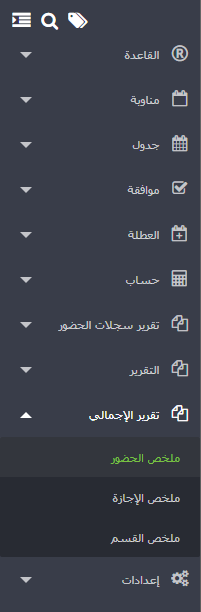 القاعدة
مناوبة
جدول
موافقة
العطلة
حساب
تقرير سجلات الحضور
التقرير
تقرير الإجمالي
ملخص الحضور
ملخص الإجازة
ملخص القسم
إعدادات